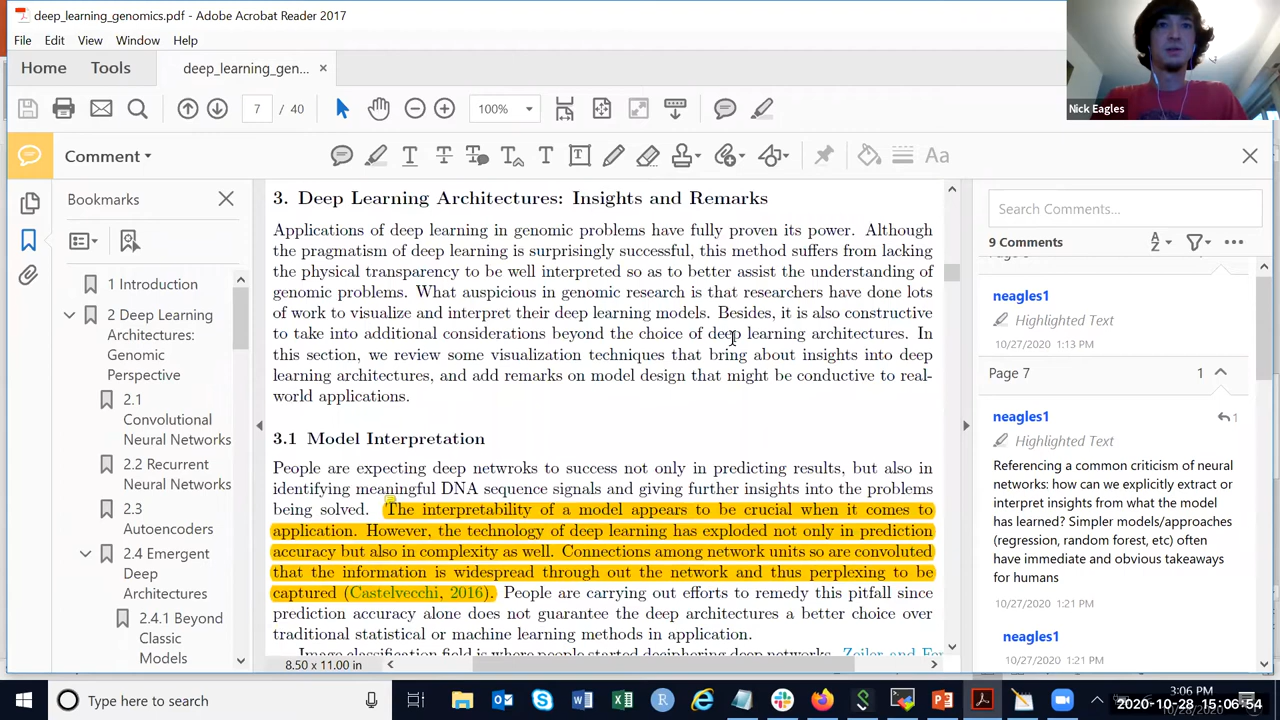 deep_learning_genomics.pdf - Adobe Acrobat Reader 2017
File Edit View Window Help
Home Tools deep_learning_gen... ×
7 / 40 100%
Nick Eagles
Comment
Aa
Bookmarks
1 Introduction
2 Deep Learning
Architectures:
Genomic
Perspective
2.1
Convolutional
Neural Networks
2.2 Recurrent
Neural Networks
2.3
Autoencoders
2.4 Emergent
Deep
Architectures
2.4.1 Beyond
Classic
Models
3. Deep Learning Architectures: Insights and Remarks
Applications of deep learning in genomic problems have fully proven its power. Although
the pragmatism of deep learning is surprisingly successful, this method suffers from lacking
the physical transparency to be well interpreted so as to better assist the understanding of
genomic problems. What auspicious in genomic research is that researchers have done lots
of work to visualize and interpret their deep learning models. Besides, it is also constructive
to take into additional considerations beyond the choice of deep learning architectures. In
this section, we review some visualization techniques that bring about insights into deep
learning architectures, and add remarks on model design that might be conductive to real-
world applications.
3.1 Model Interpretation
People are expecting deep netwroks to success not only in predicting results, but also in
identifying meaningful DNA sequence signals and giving further insights into the problems
being solved. The interpretability of a model appears to be crucial when it comes to
application. However, the technology of deep learning has exploded not only in prediction
accuracy but also in complexity as well. Connections among network units so are convoluted
that the information is widespread through out the network and thus perplexing to be
captured (Castelvecchi, 2016). People are carrying out efforts to remedy this pitfall since
prediction accuracy alone does not guarantee the deep architectures a better choice over
traditional statistical or machine learning methods in application.
Image classification field is where people started deciphering deep networks. Zeiler and Fer
8.50 x 11.00 in
Search Comments...
9 Comments
neagles1
Highlighted Text
10/27/2020 1:13 PM
Page 7 1
neagles1 1
Highlighted Text
Referencing a common criticism of neural
networks: how can we explicitly extract or
interpret insights from what the model
has learned? Simpler models/approaches
(regression, random forest, etc) often
have immediate and obvious takeaways
for humans
10/27/2020 1:21 PM
neagles1
10/27/2020 1:21 PM
Type here to search
3:06 PM
2020-10-28 15:06:54